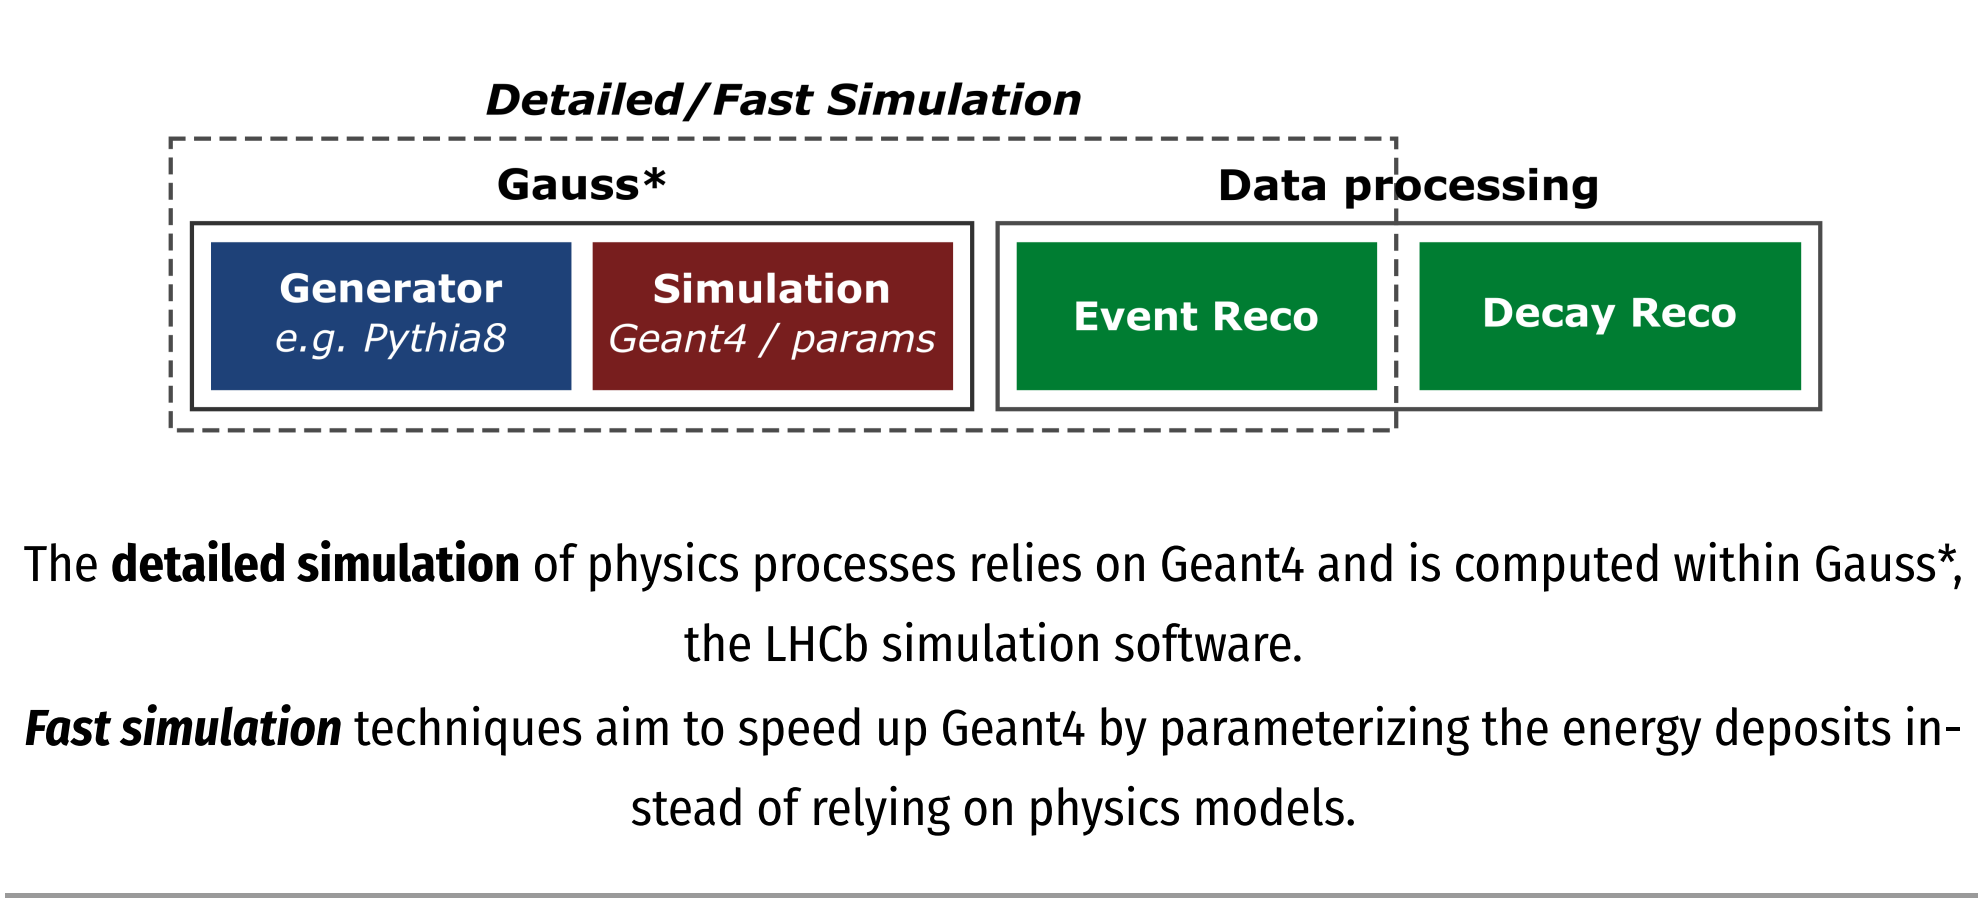 Detailed/Fast Simulation
Gauss*
Data processing
Generator
e.g. Pythia8
Simulation
Geant4 / params
Event Reco
Decay Reco
The detailed simulation of physics processes relies on Geant4 and is computed within Gauss*,
the LHCb simulation software.
Fast simulation techniques aim to speed up Geant4 by parameterizing the energy deposits in-
stead of relying on physics models.